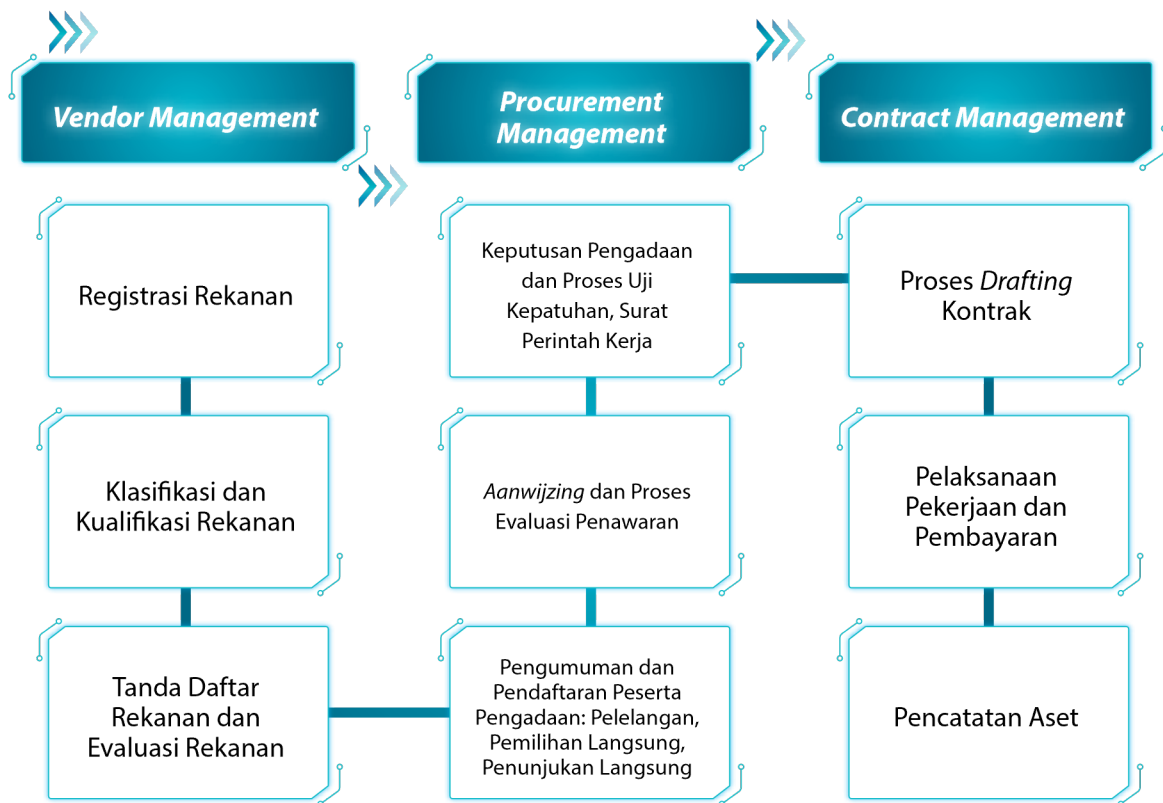 Vendor Management
Procurement
Management
Contract Management
Registrasi Rekanan
Klasifikasi dan
Kualifikasi Rekanan
Tanda Daftar
Rekanan dan
Evaluasi Rekanan
Keputusan Pengadaan
dan Proses Uji
Kepatuhan, Surat
Perintah Kerja
Aanwijzing dan Proses
Evaluasi Penawaran
Pengumuman dan
Pendaftaran Peserta
Pengadaan: Pelelangan,
Pemilihan Langsung,
Penunjukan Langsung
Proses Drafting
Kontrak
Pelaksanaan
Pekerjaan dan
Pembayaran
Pencatatan Aset